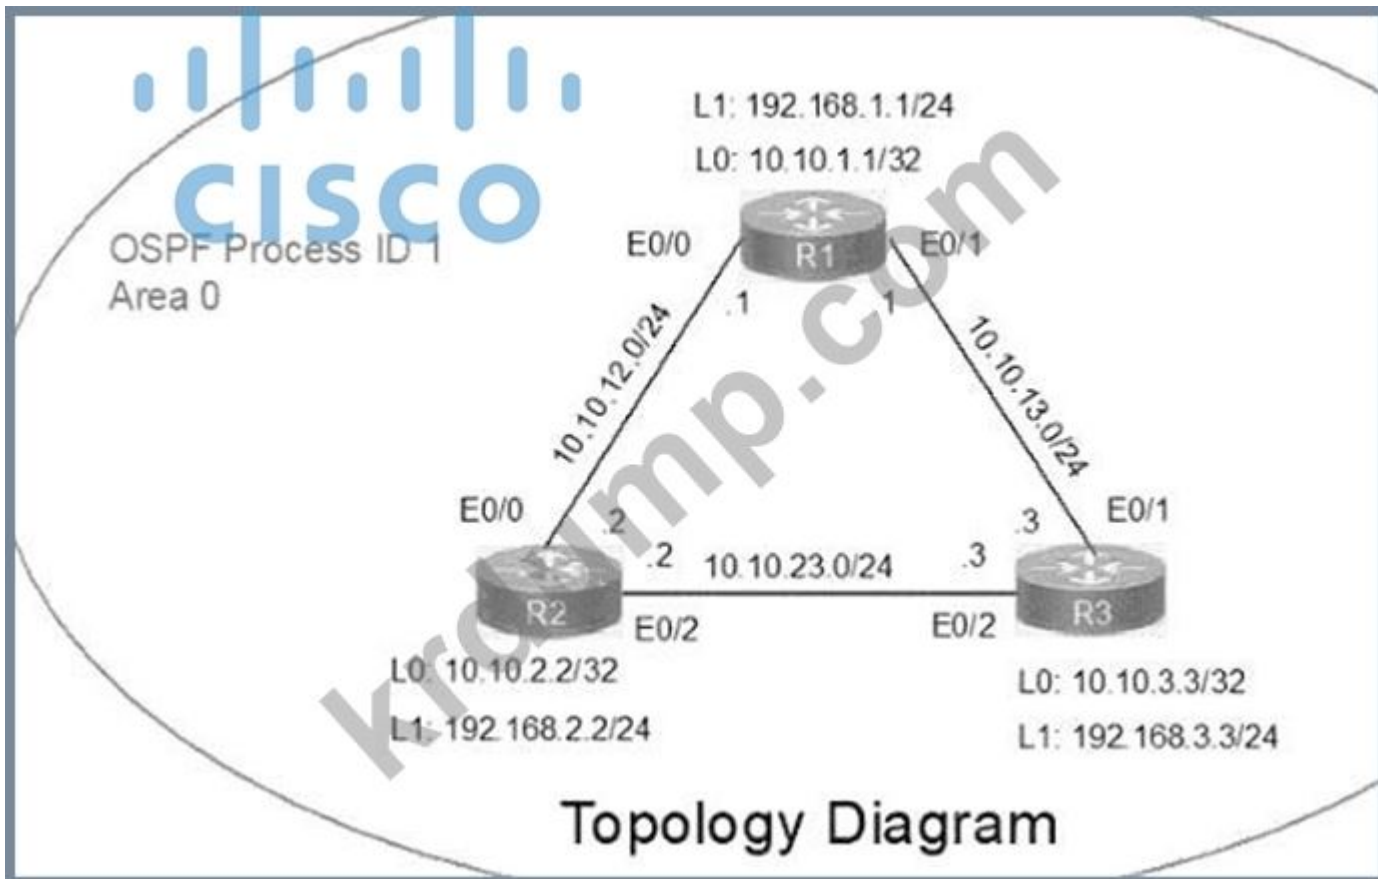 CISCO
OSPF Process ID 1
Area 0
L1: 192.168.1.1/24
L0: 10.10.1.1/32
E0/0
R1
E0/1
.1
1
10.10.12.0/24
10.10.13.0/24
E0/0
.2
.2
10.10.23.0/24
.3
.3
E0/1
R2
E0/2
E0/2
R3
L0: 10.10.2.2/32
L1: 192.168.2.2/24
L0: 10.10.3.3/32
L1: 192.168.3.3/24
Topology Diagram
krdump.com